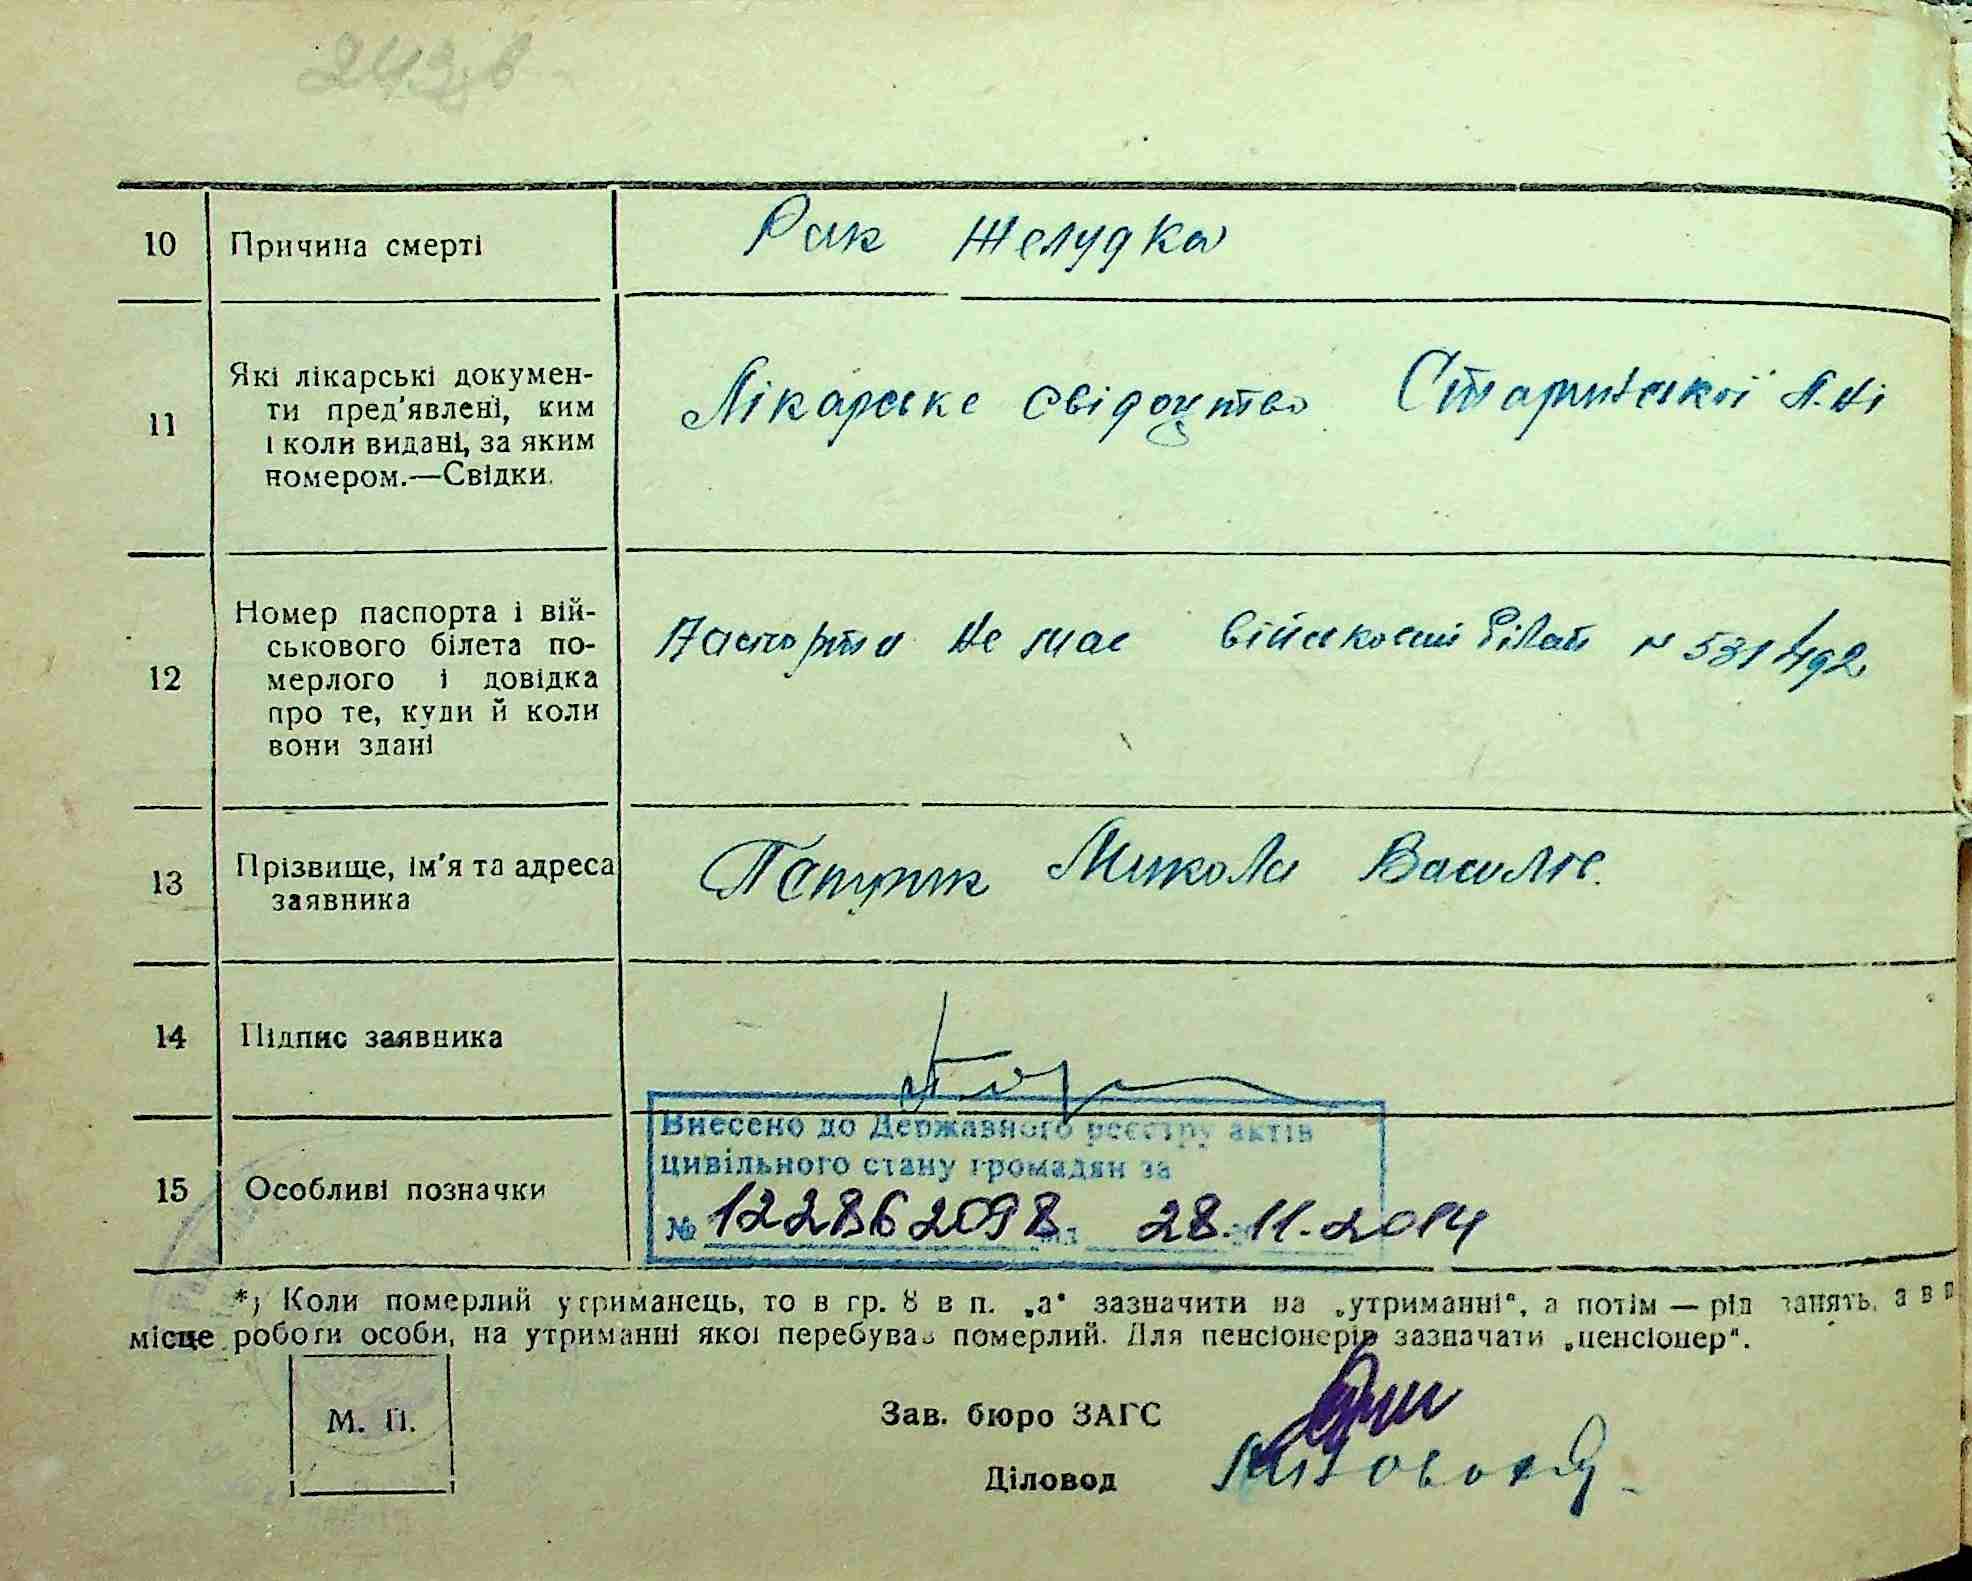 243
10 Причина смерті Рак желудка
11 Які лікарські докумен-
ти пред'явлені, ким
і коли видані, за яким
номером.—Свідки.
Лікарське свідоцтво
12 Номер паспорта і вій-
ськового білета по-
мерлого і довідка
про те, куди й коли
вони здані
Паспорта не має військовий білет N 531492
13 Прізвище, ім'я та адреса
заявника
Микола
14 Підпис заявника
15 Особливі позначки
Внесено до Державного реєстру актів
цивільного стану громадян за
№ 122862098 від 28.11.2014
*) Коли померлий утриманець, то в гр. 8 в п. „а" зазначити на „утриманні", а потім — рід занять, а в п
місце роботи особи, на утриманні якої перебував померлий. Для пенсіонерів зазначати „пенсіонер".
М. П.
Зав. бюро ЗАГС
Діловод